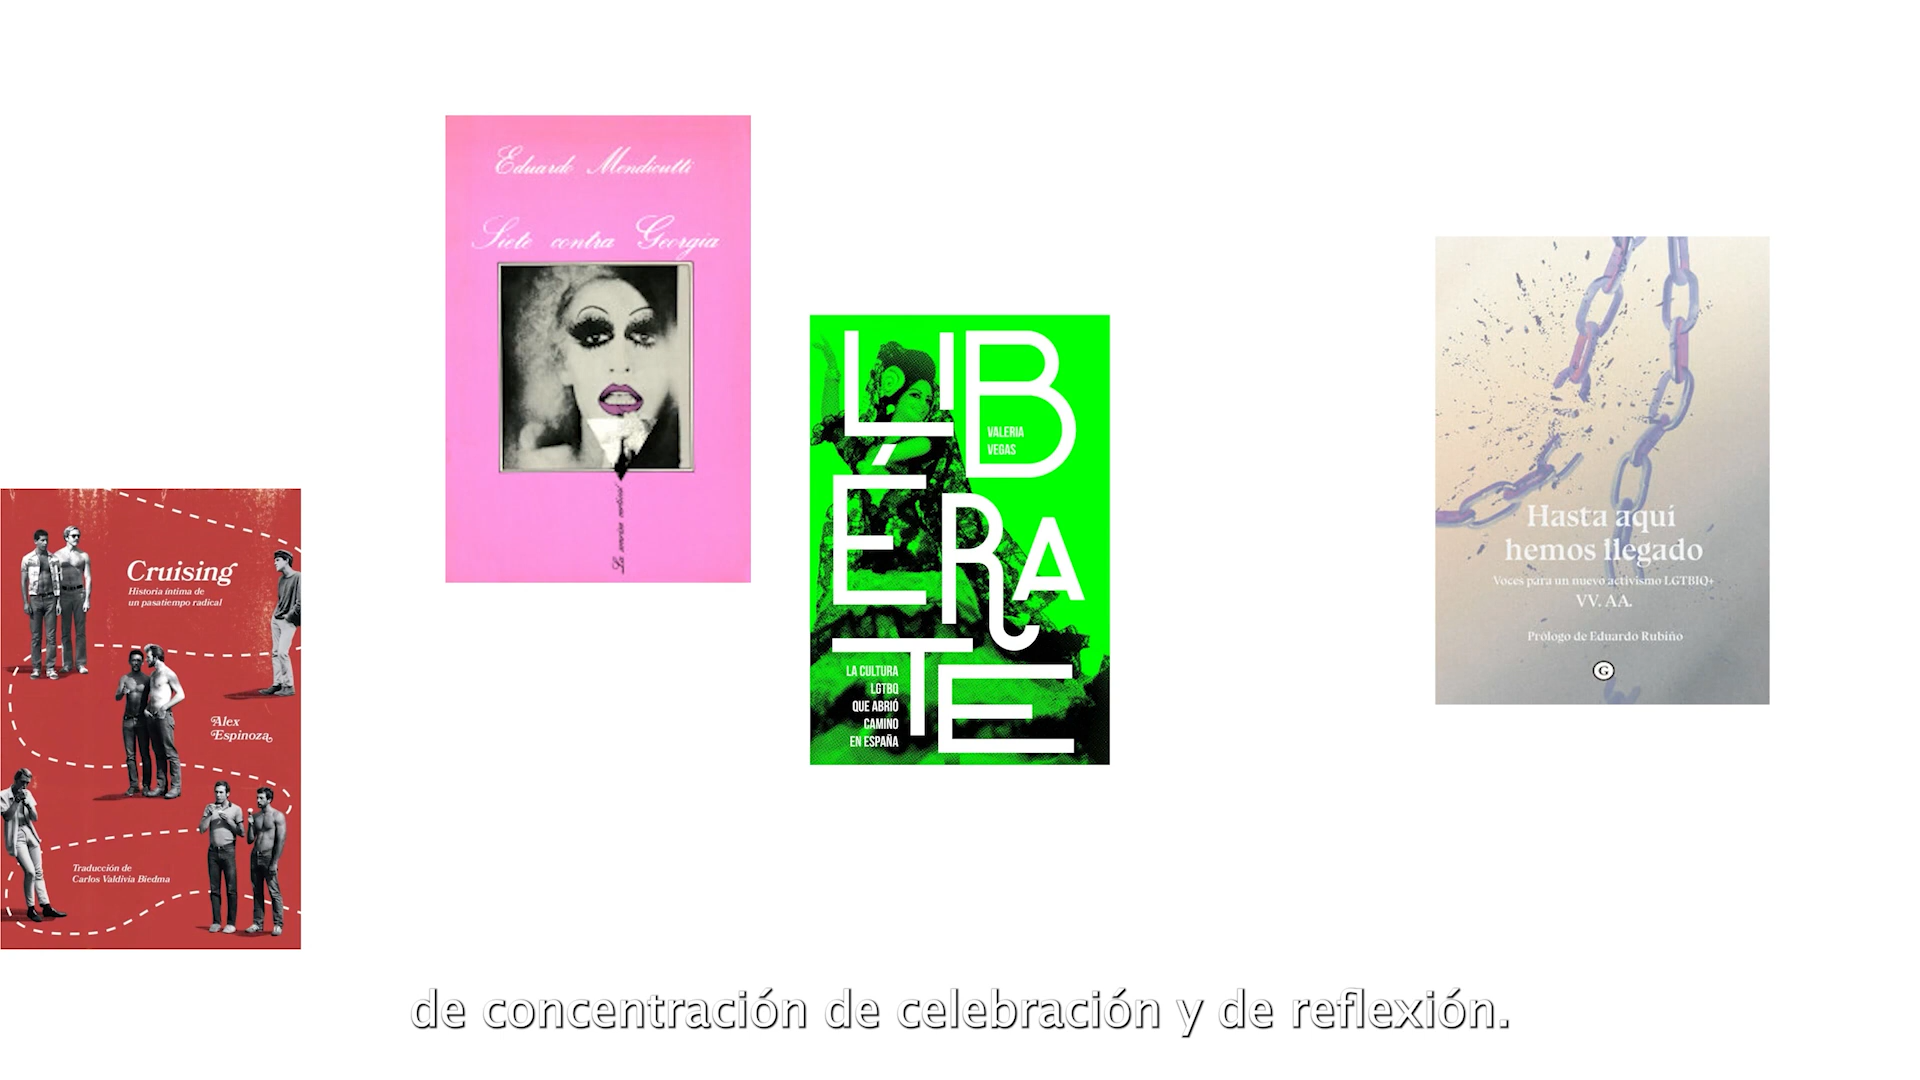 Eduardo Mendicutti
Siete contra Georgia
La sonrisa vertical
LIB
ÉRA
TE
VALERIA
VEGAS
LA CULTURA
LGTBQ
QUE ABRIÓ
CAMINO
EN ESPAÑA
Hasta aquí
hemos llegado
Voces para un nuevo activismo LGTBIQ+
VV. AA.
Prólogo de Eduardo Rubiño
G
Cruising
Historia íntima de
un pasatiempo radical
Alex
Espinoza
Traducción de
Carlos Valdivia Biedma
de concentración de celebración y de reflexión.